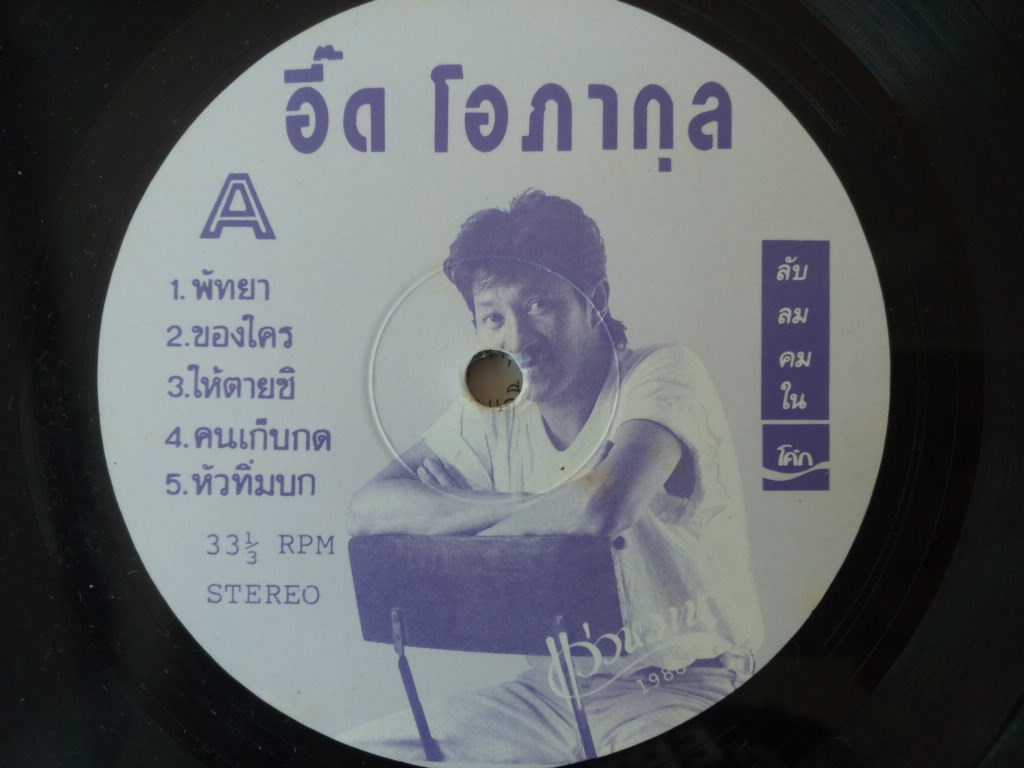 อี๊ด โอภากุล
A
1. พัทยา
2. ของใคร
3. ให้ตายซิ
4. คนเก็บกด
5. หัวทิ่มบก
33⅓ RPM
STEREO
ลับ
ลม
คม
ใน
โค้ก